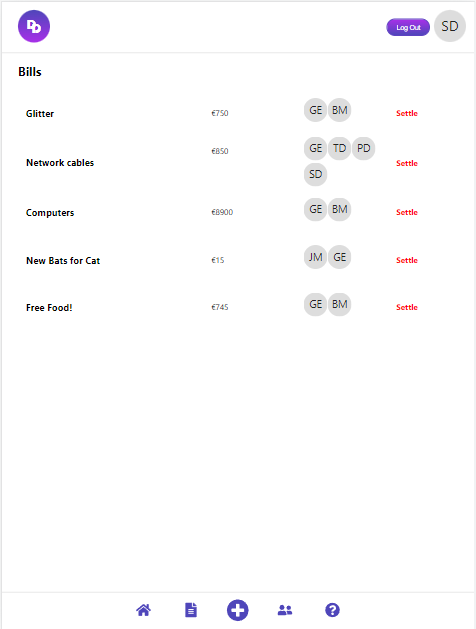 DD
Log Out SD
Bills
Glitter €750 GE BM Settle
Network cables €850 GE TD PD SD Settle
Computers €8900 GE BM Settle
New Bats for Cat €15 JM GE Settle
Free Food! €745 GE BM Settle